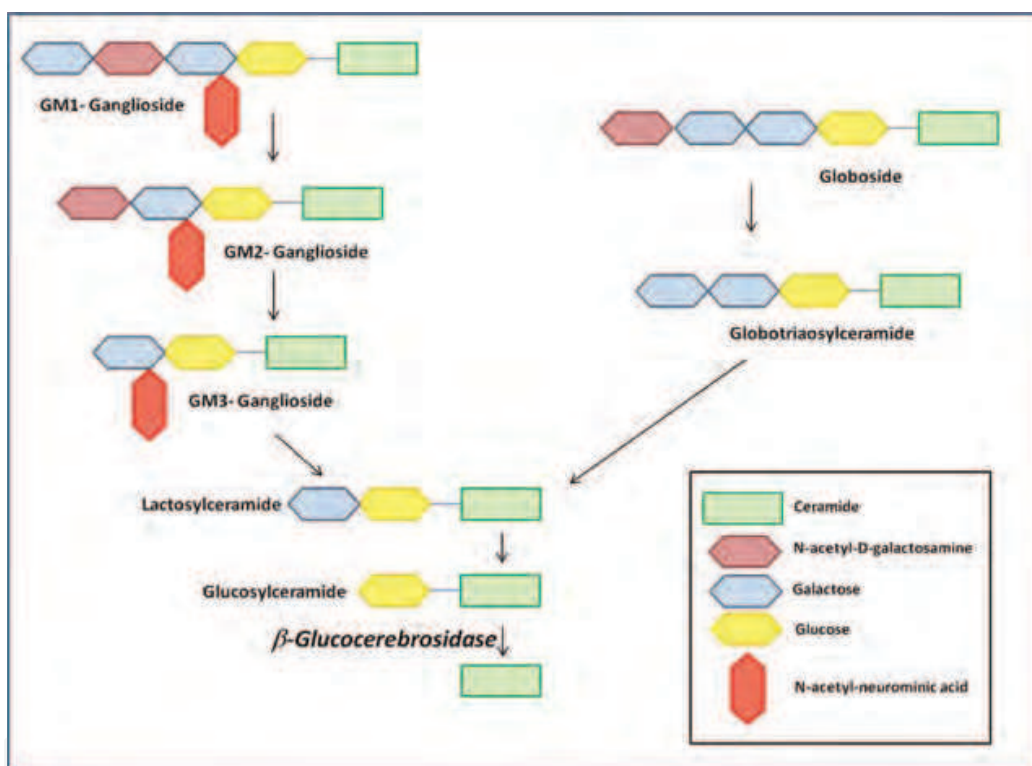 GM1- Ganglioside
GM2- Ganglioside
GM3- Ganglioside
Globoside
Globotriaosylceramide
Lactosylceramide
Glucosylceramide
β-Glucocerebrosidase
Ceramide
N-acetyl-D-galactosamine
Galactose
Glucose
N-acetyl-neurominic acid